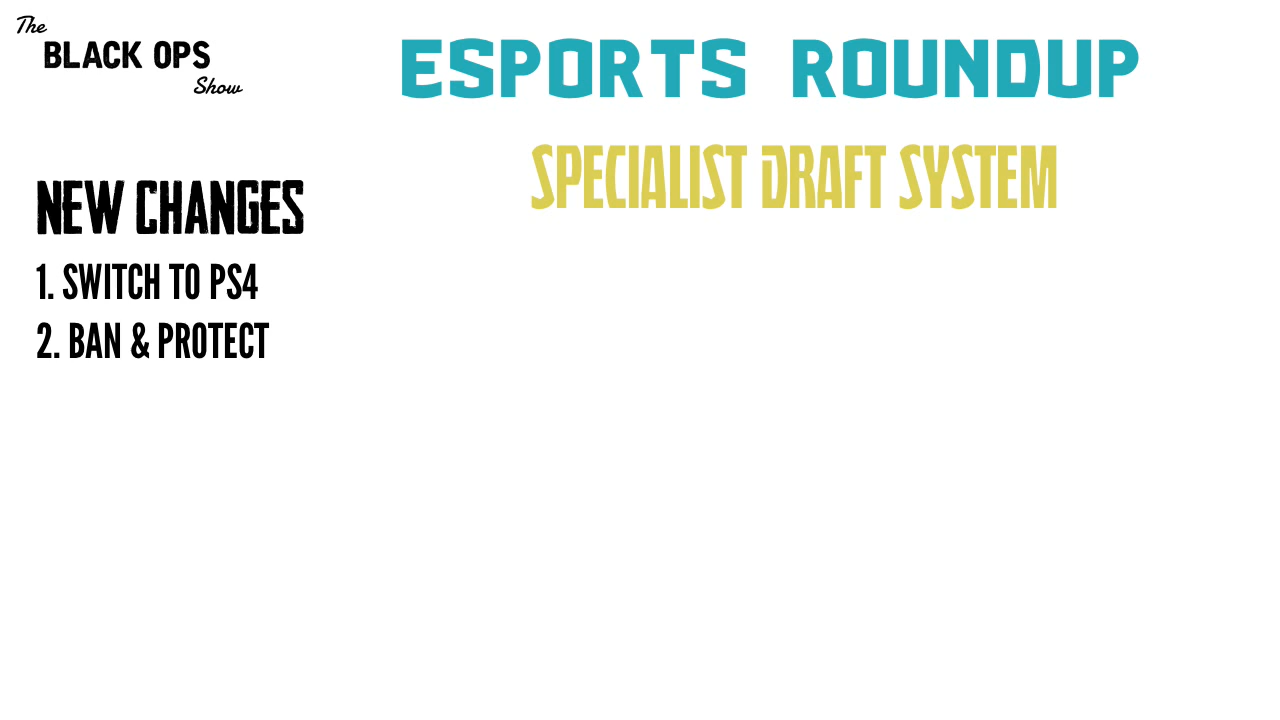 The
BLACK OPS
Show
ESPORTS ROUNDUP
SPECIALIST DRAFT SYSTEM
NEW CHANGES
1. SWITCH TO PS4
2. BAN & PROTECT